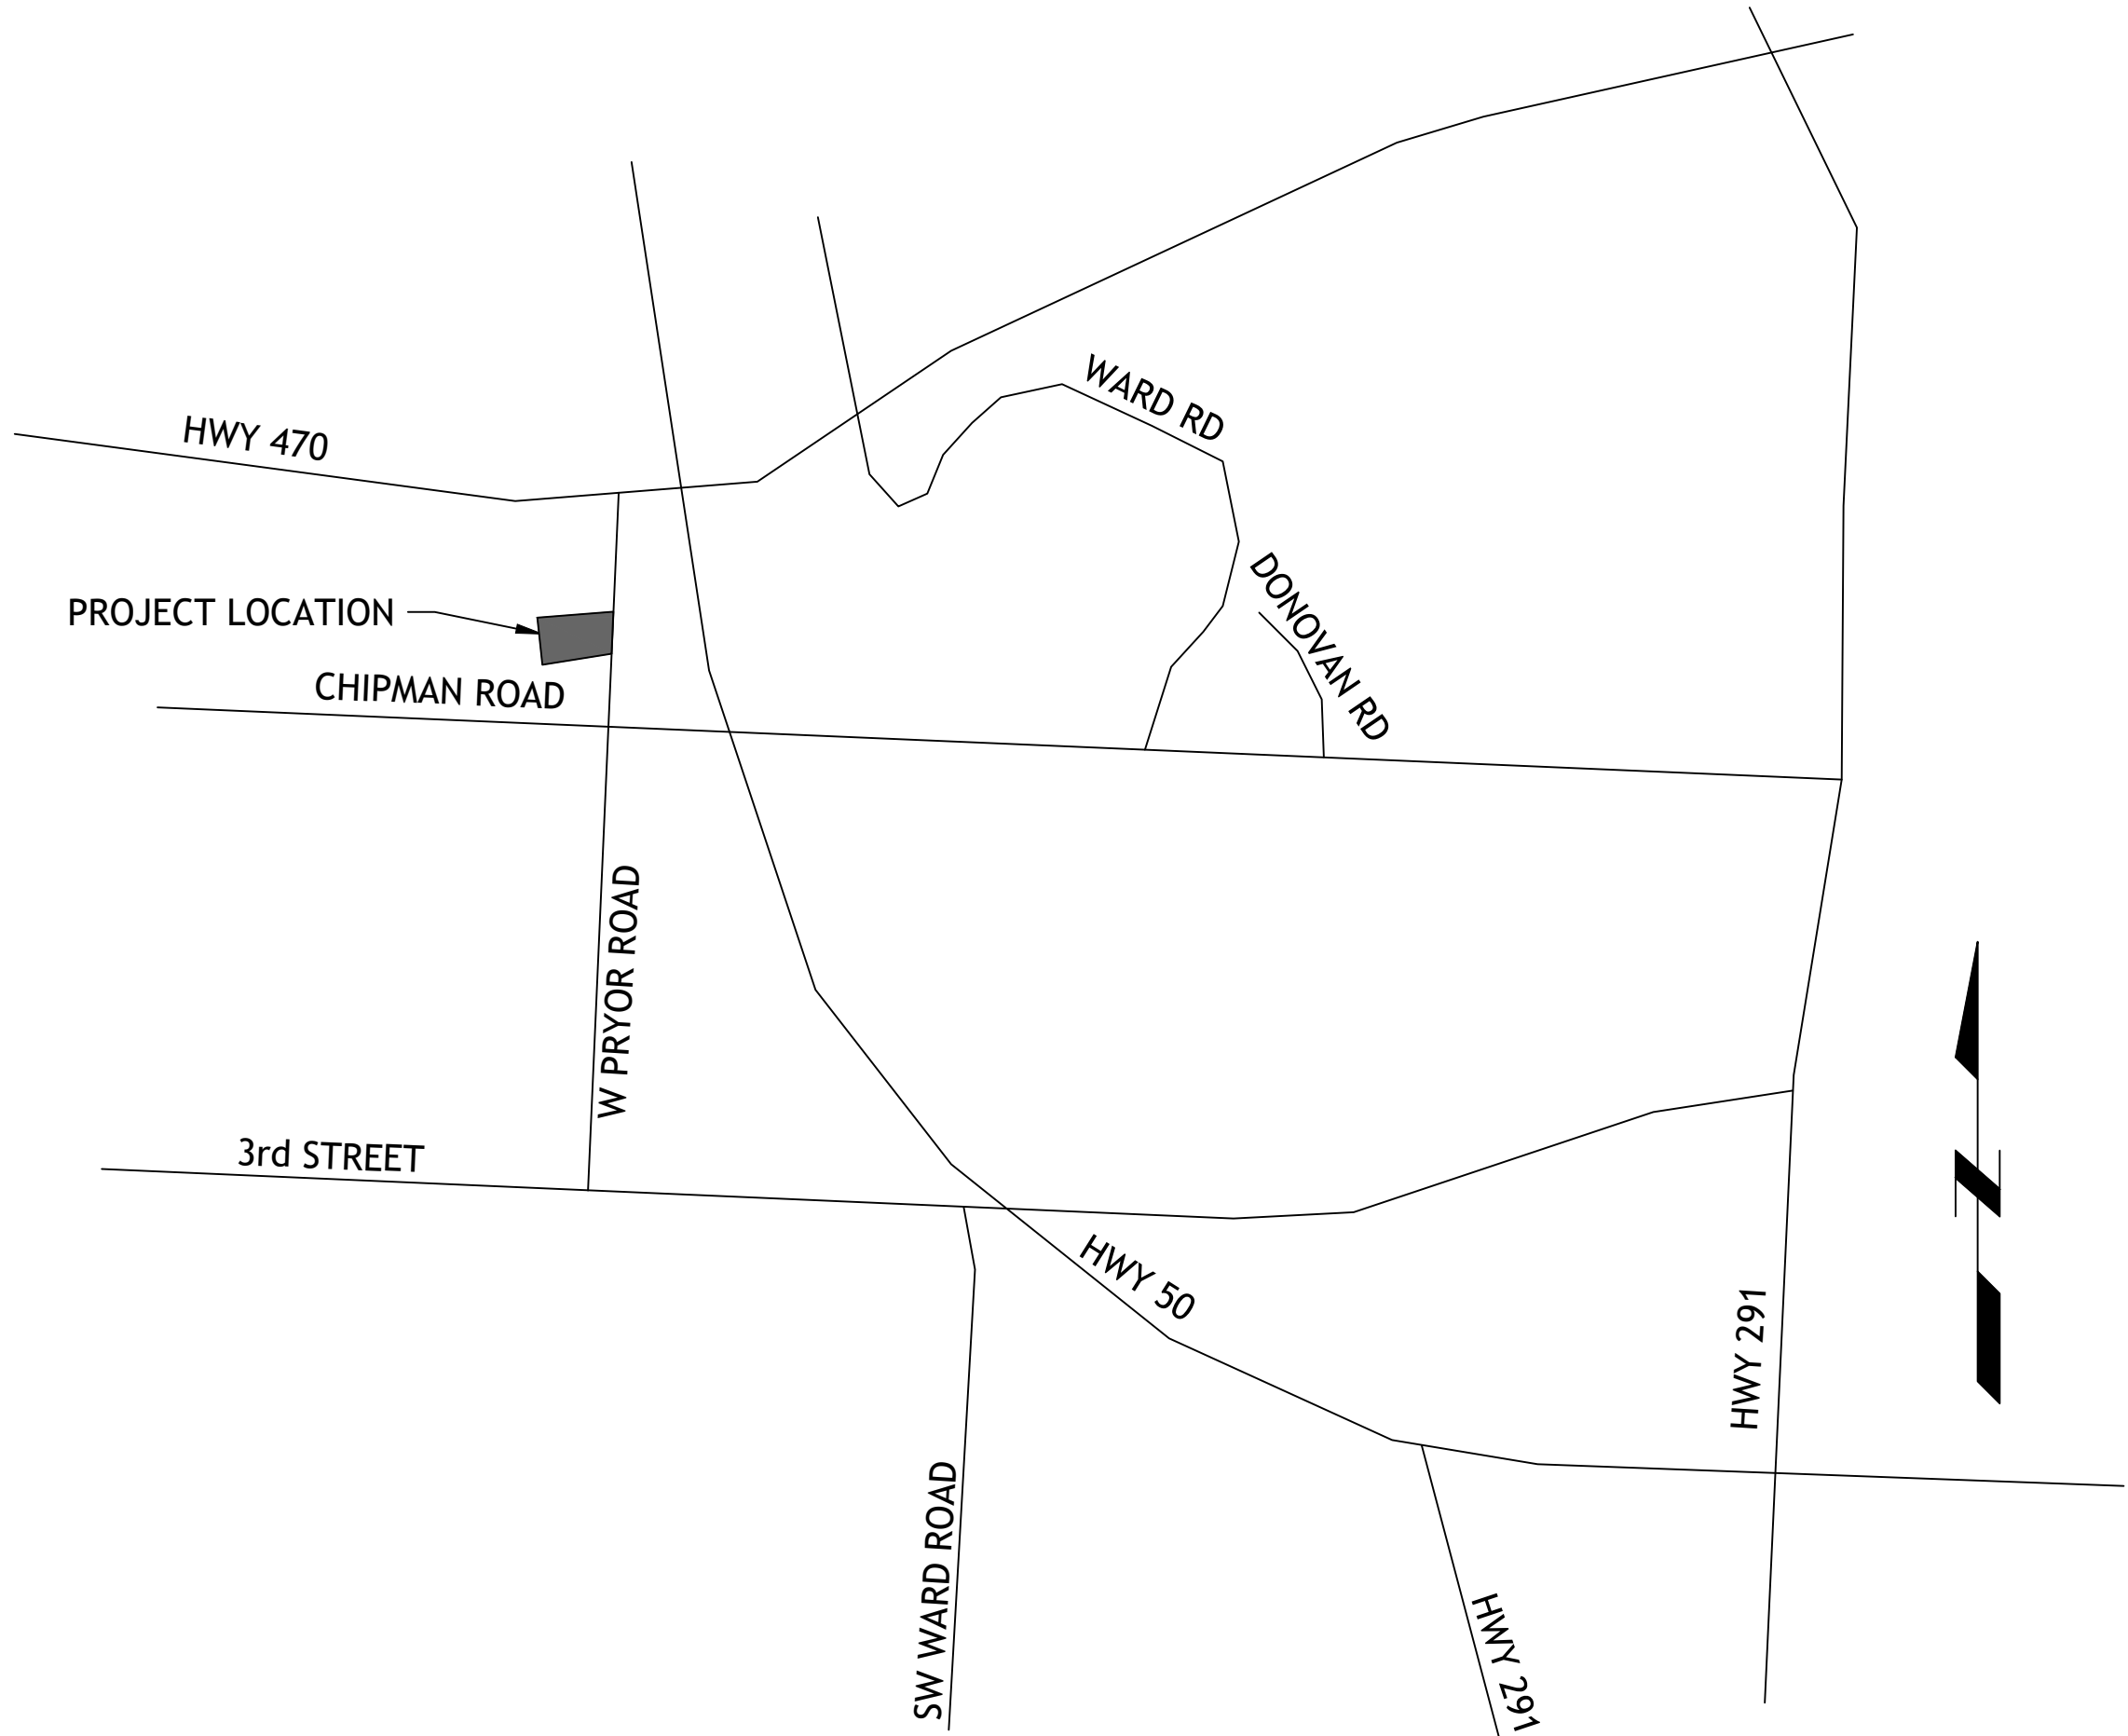 WARD RD
HWY 470
DONOVAN RD
PROJECT LOCATION
CHIPMAN ROAD
W PRYOR ROAD
3rd STREET
HWY 50
HWY 291
SW WARD ROAD
HWY 291
N